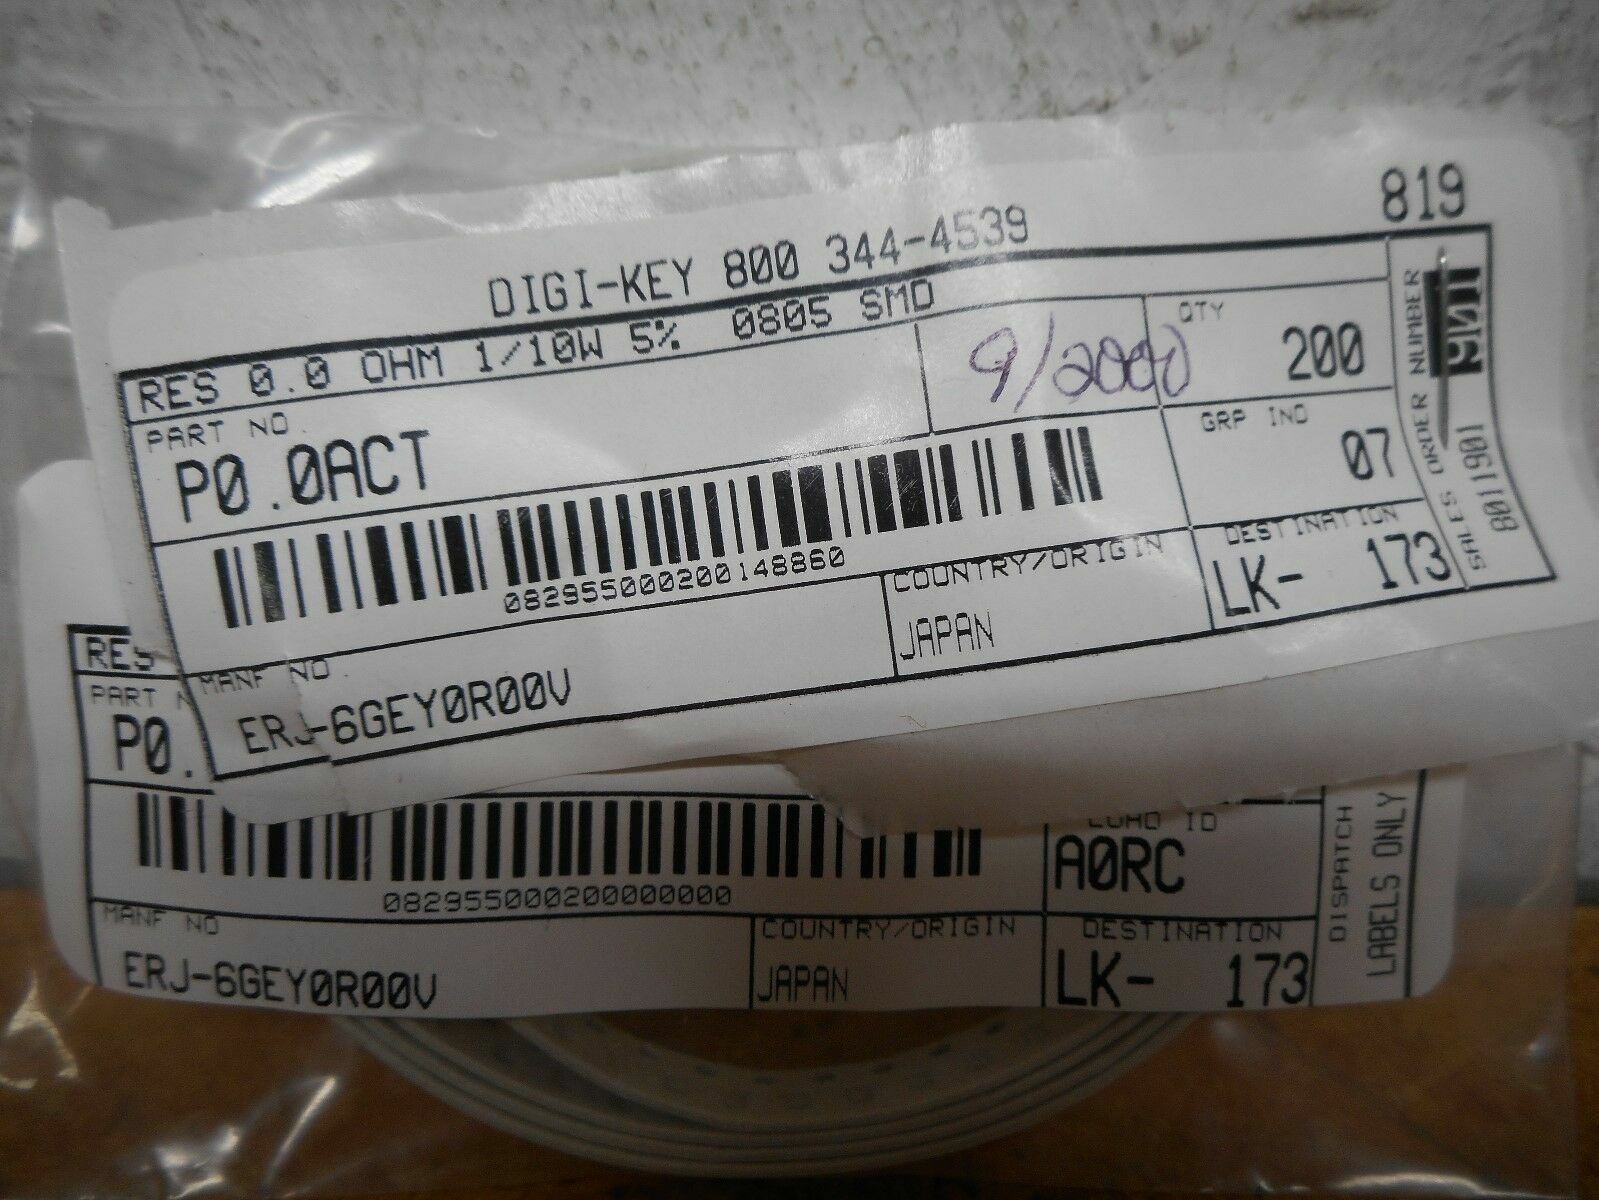 819
DIGI-KEY 800 344-4539
RES 0.0 OHM 1/10W 5% 0805 SMD
PART NO.
P0.0ACT
9/2000
QTY
200
GRP IND
07
SALES ORDER NUMBER
10611901
082955000200148860
COUNTRY/ORIGIN
JAPAN
DESTINATION
LK- 173
MANF NO.
ERJ-6GEY0R00V
RES
PART
P0.
082955000200000000
ID
A0RC
DISPATCH
LABELS ONLY
MANF NO
ERJ-6GEY0R00V
COUNTRY/ORIGIN
JAPAN
DESTINATION
LK- 173